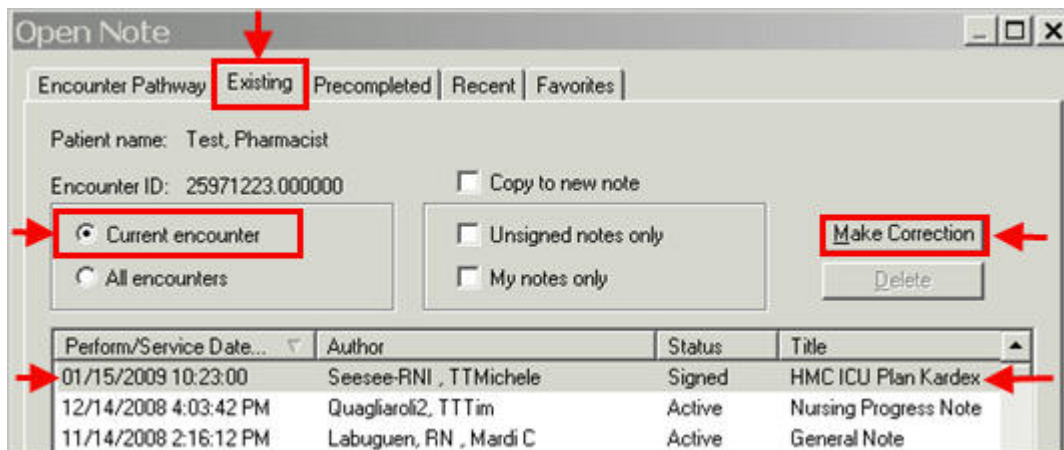 Open Note
Encounter Pathway Existing Precompleted Recent Favorites
Patient name: Test, Pharmacist
Encounter ID: 25971223.000000 Copy to new note
Current encounter Unsigned notes only Make Correction
All encounters My notes only Delete
Perform/Service Date... Author Status Title
01/15/2009 10:23:00 Seesee-RNI , TTMichele Signed HMC ICU Plan Kardex
12/14/2008 4:03:42 PM Quagliaroli2, TTTim Active Nursing Progress Note
11/14/2008 2:16:12 PM Labuguen, RN , Mardi C Active General Note